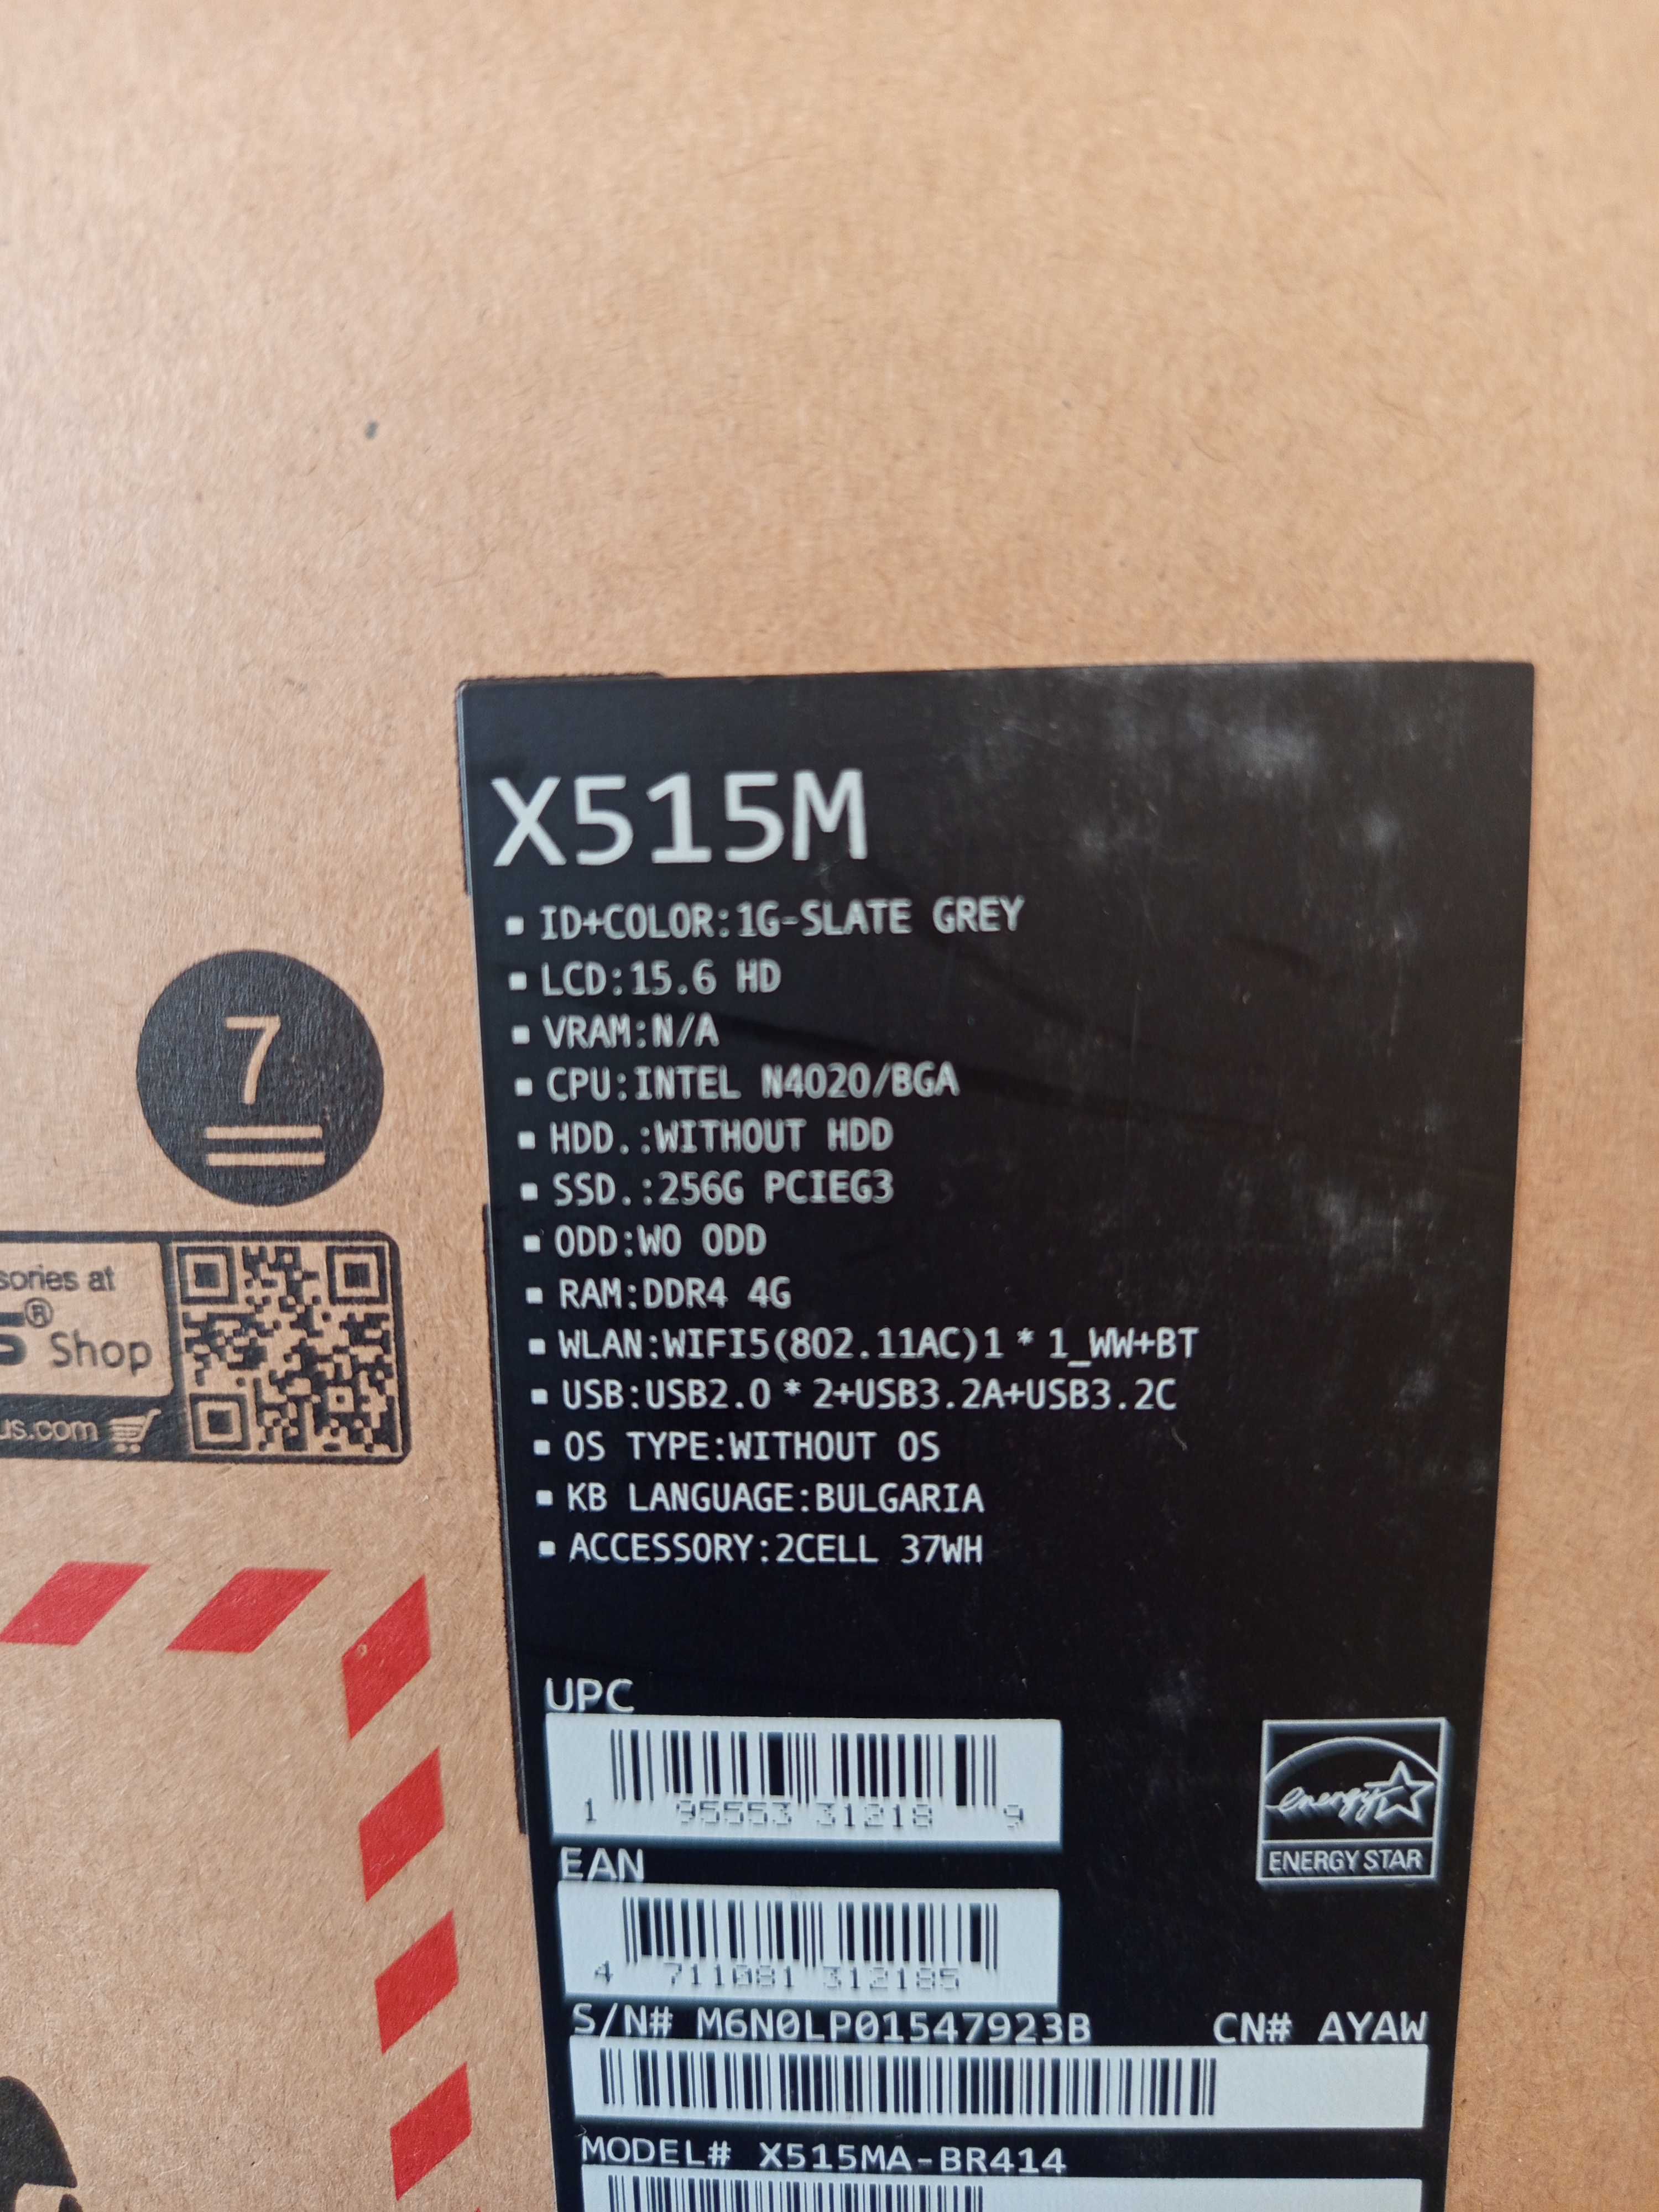 X515M
▪ ID+COLOR:1G-SLATE GREY
▪ LCD:15.6 HD
▪ VRAM:N/A
▪ CPU:INTEL N4020/BGA
▪ HDD.:WITHOUT HDD
▪ SSD.:256G PCIEG3
▪ ODD:WO ODD
▪ RAM:DDR4 4G
▪ WLAN:WIFI5(802.11AC)1*1_WW+BT
▪ USB:USB2.0*2+USB3.2A+USB3.2C
▪ OS TYPE:WITHOUT OS
▪ KB LANGUAGE:BULGARIA
▪ ACCESSORY:2CELL 37WH
7
at
® Shop
UPC
1 95553 31218 9
EAN
4 711081 312185
energy
ENERGY STAR
S/N# M6N0LP01547923B CN# AYAW
MODEL# X515MA-BR414